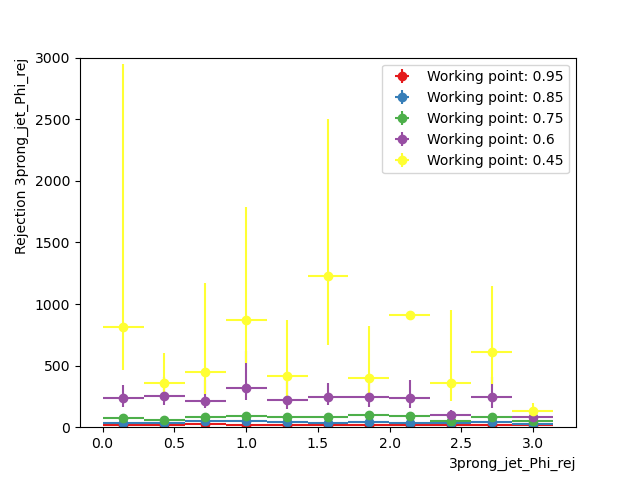 3000
2500
2000
1500
1000
500
0
Rejection 3prong_jet_Phi_rej
Working point: 0.95
Working point: 0.85
Working point: 0.75
Working point: 0.6
Working point: 0.45
0.0 0.5 1.0 1.5 2.0 2.5 3.0
3prong_jet_Phi_rej